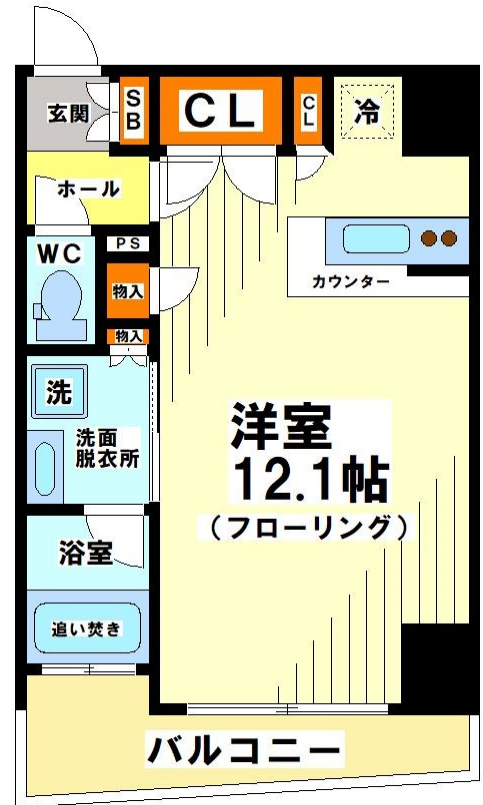 玄関
SB
CL
CL
冷
ホール
WC
PS
物入
カウンター
物入
洗
洗面
脱衣所
洋室
12.1帖
（フローリング）
浴室
追い焚き
バルコニー